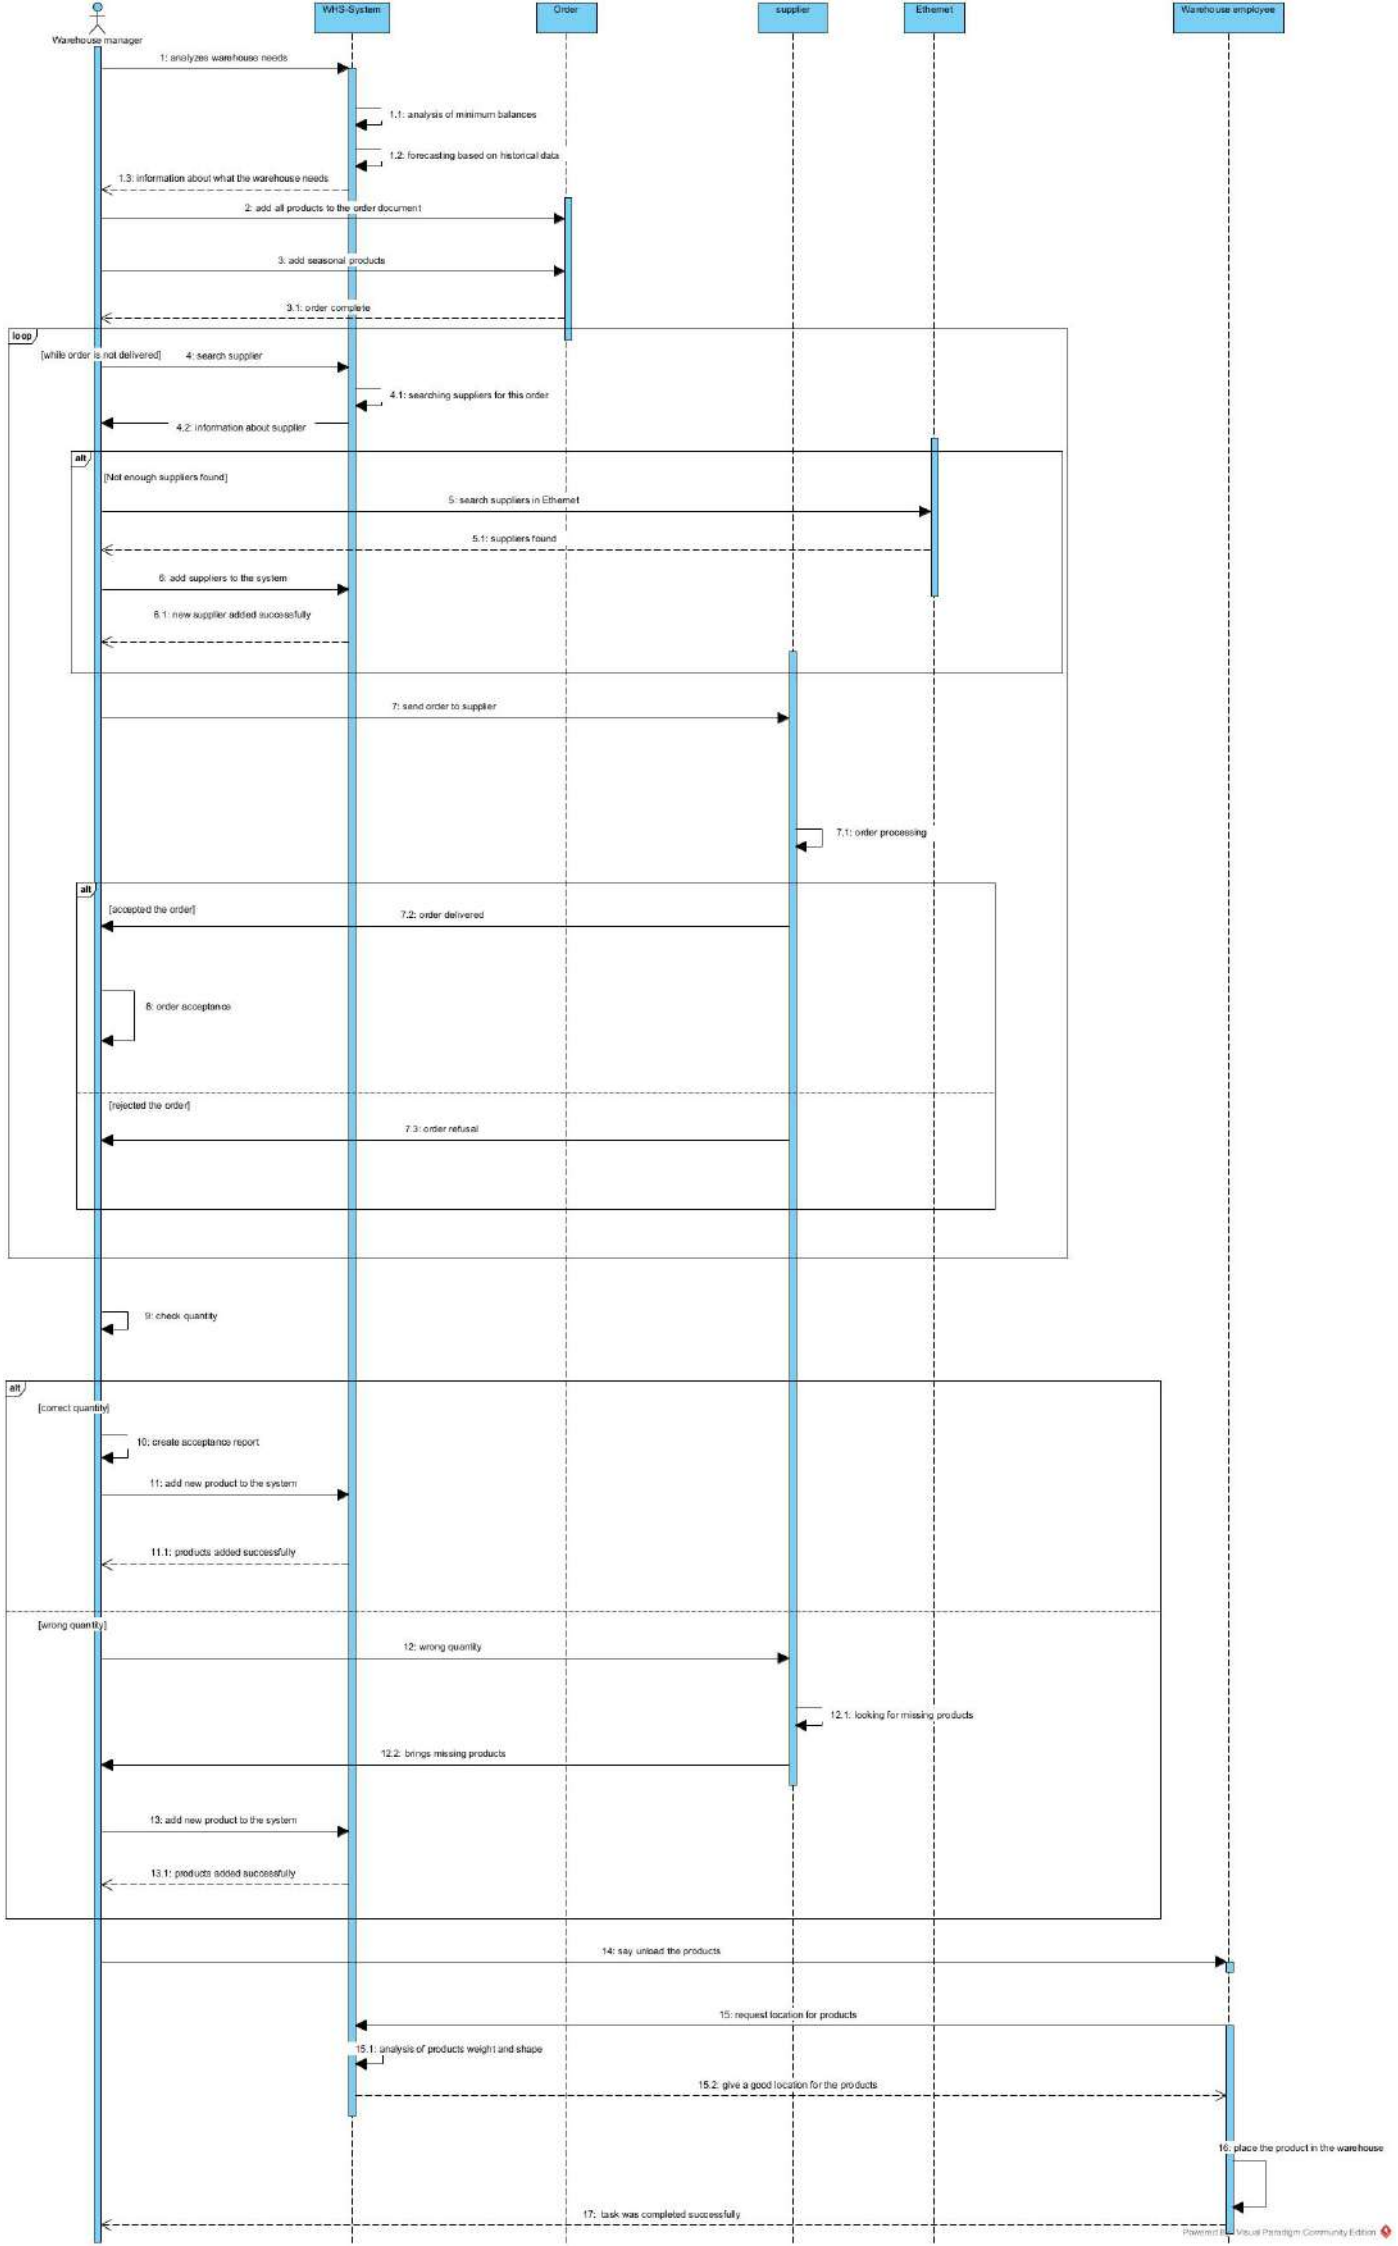 WHS-System
Order
supplier
Ethernet
Warehouse employee
Warehouse manager
1: analyzes warehouse needs
1.1: analysis of minimum balances
1.2: forecasting based on historical data
1.3: information about what the warehouse needs
2: add all products to the order document
3: add seasonal products
3.1: order complete
loop
[while order is not delivered]
4: search supplier
4.1: searching suppliers for this order
4.2: information about supplier
alt
[Not enough suppliers found]
5: search suppliers in Ethernet
5.1: suppliers found
6: add suppliers to the system
6.1: new supplier added successfully
7: send order to supplier
7.1: order processing
alt
[accepted the order]
7.2: order delivered
8: order acceptance
[rejected the order]
7.3: order refusal
9: check quantity
alt
[correct quantity]
10: create acceptance report
11: add new product to the system
11.1: products added successfully
[wrong quantity]
12: wrong quantity
12.1: looking for missing products
12.2: brings missing products
13: add new product to the system
13.1: products added successfully
14: say unload the products
15: request location for products
15.1: analysis of products weight and shape
15.2: give a good location for the products
16: place the product in the warehouse
17: task was completed successfully
Powered Visual Paradigm Community Edition